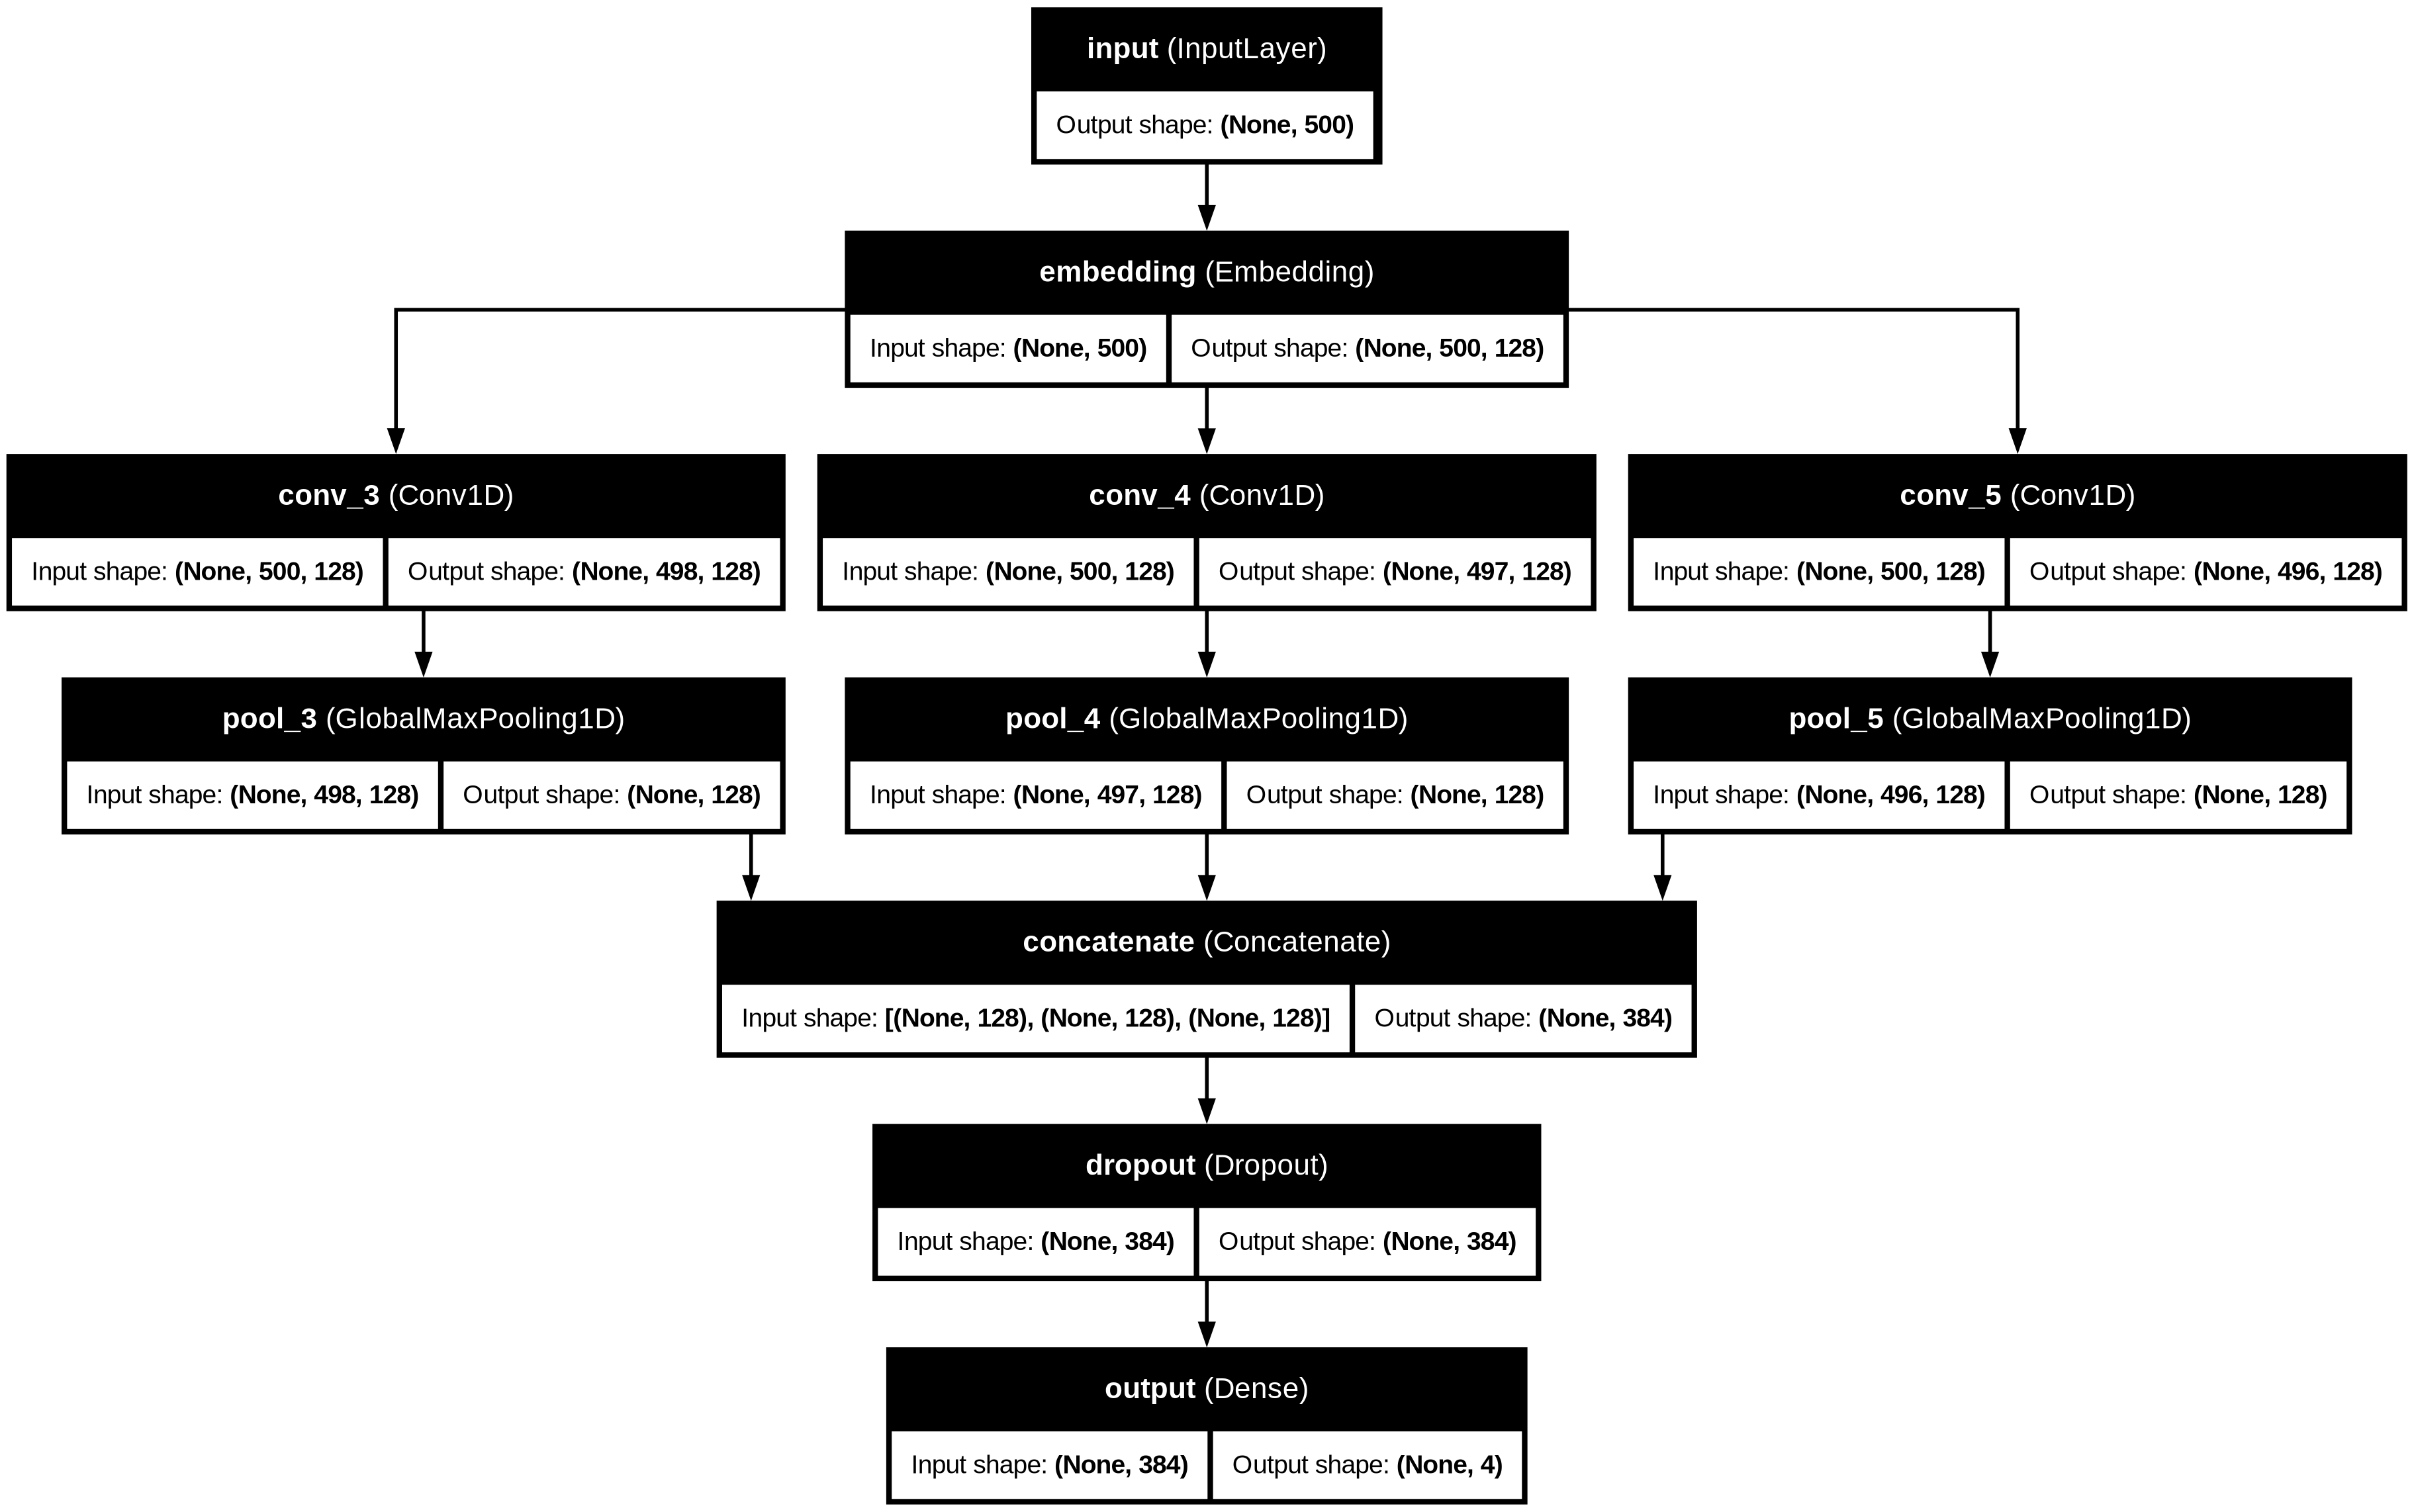 input (InputLayer)
Output shape: (None, 500)
embedding (Embedding)
Input shape: (None, 500) Output shape: (None, 500, 128)
conv_3 (Conv1D)
Input shape: (None, 500, 128) Output shape: (None, 498, 128)
conv_4 (Conv1D)
Input shape: (None, 500, 128) Output shape: (None, 497, 128)
conv_5 (Conv1D)
Input shape: (None, 500, 128) Output shape: (None, 496, 128)
pool_3 (GlobalMaxPooling1D)
Input shape: (None, 498, 128) Output shape: (None, 128)
pool_4 (GlobalMaxPooling1D)
Input shape: (None, 497, 128) Output shape: (None, 128)
pool_5 (GlobalMaxPooling1D)
Input shape: (None, 496, 128) Output shape: (None, 128)
concatenate (Concatenate)
Input shape: [(None, 128), (None, 128), (None, 128)] Output shape: (None, 384)
dropout (Dropout)
Input shape: (None, 384) Output shape: (None, 384)
output (Dense)
Input shape: (None, 384) Output shape: (None, 4)